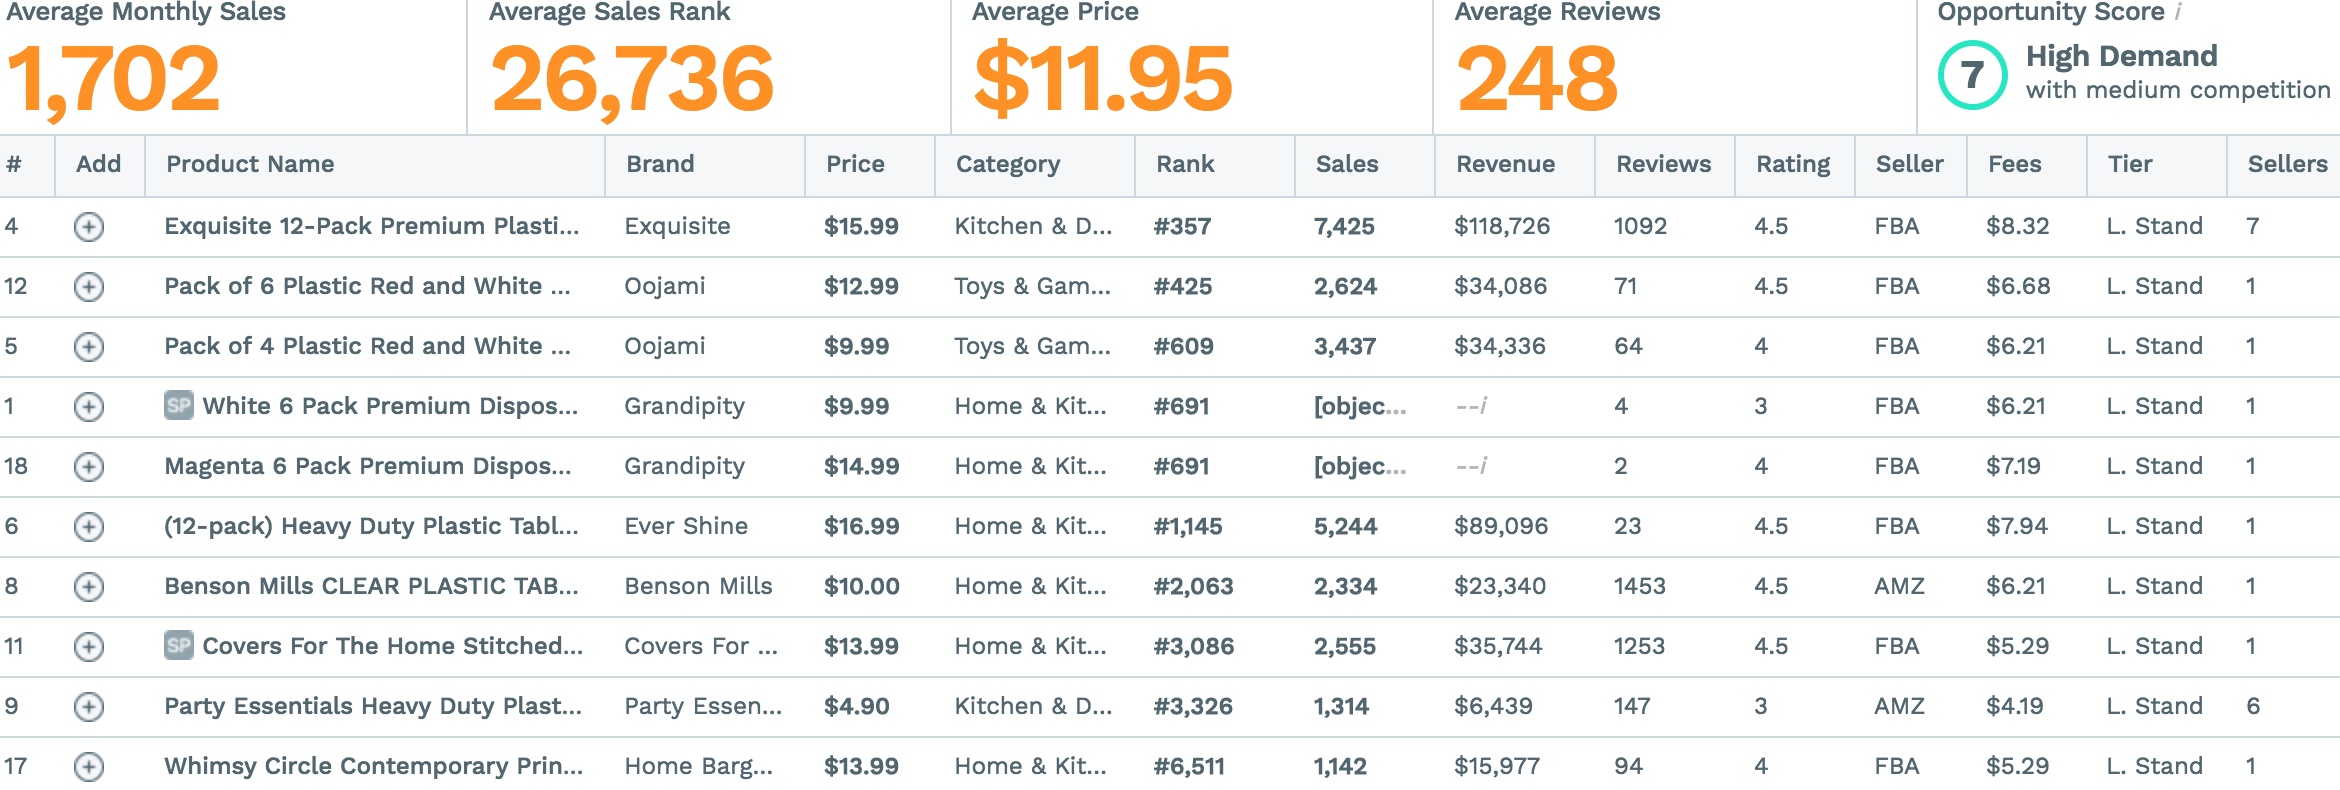 Average Monthly Sales Average Sales Rank Average Price Average Reviews Opportunity Score i
1,702 26,736 $11.95 248 7 High Demand
with medium competition
# Add Product Name Brand Price Category Rank Sales Revenue Reviews Rating Seller Fees Tier Sellers
4 Exquisite 12-Pack Premium Plasti... Exquisite $15.99 Kitchen & D... #357 7,425 $118,726 1092 4.5 FBA $8.32 L. Stand 7
12 Pack of 6 Plastic Red and White ... Oojami $12.99 Toys & Gam... #425 2,624 $34,086 71 4.5 FBA $6.68 L. Stand 1
5 Pack of 4 Plastic Red and White ... Oojami $9.99 Toys & Gam... #609 3,437 $34,336 64 4 FBA $6.21 L. Stand 1
1 SP White 6 Pack Premium Dispos... Grandipity $9.99 Home & Kit... #691 [objec... --i 4 3 FBA $6.21 L. Stand 1
18 Magenta 6 Pack Premium Dispos... Grandipity $14.99 Home & Kit... #691 [objec... --i 2 4 FBA $7.19 L. Stand 1
6 (12-pack) Heavy Duty Plastic Tabl... Ever Shine $16.99 Home & Kit... #1,145 5,244 $89,096 23 4.5 FBA $7.94 L. Stand 1
8 Benson Mills CLEAR PLASTIC TAB... Benson Mills $10.00 Home & Kit... #2,063 2,334 $23,340 1453 4.5 AMZ $6.21 L. Stand 1
11 SP Covers For The Home Stitched... Covers For ... $13.99 Home & Kit... #3,086 2,555 $35,744 1253 4.5 FBA $5.29 L. Stand 1
9 Party Essentials Heavy Duty Plast... Party Essen... $4.90 Kitchen & D... #3,326 1,314 $6,439 147 3 AMZ $4.19 L. Stand 6
17 Whimsy Circle Contemporary Prin... Home Barg... $13.99 Home & Kit... #6,511 1,142 $15,977 94 4 FBA $5.29 L. Stand 1